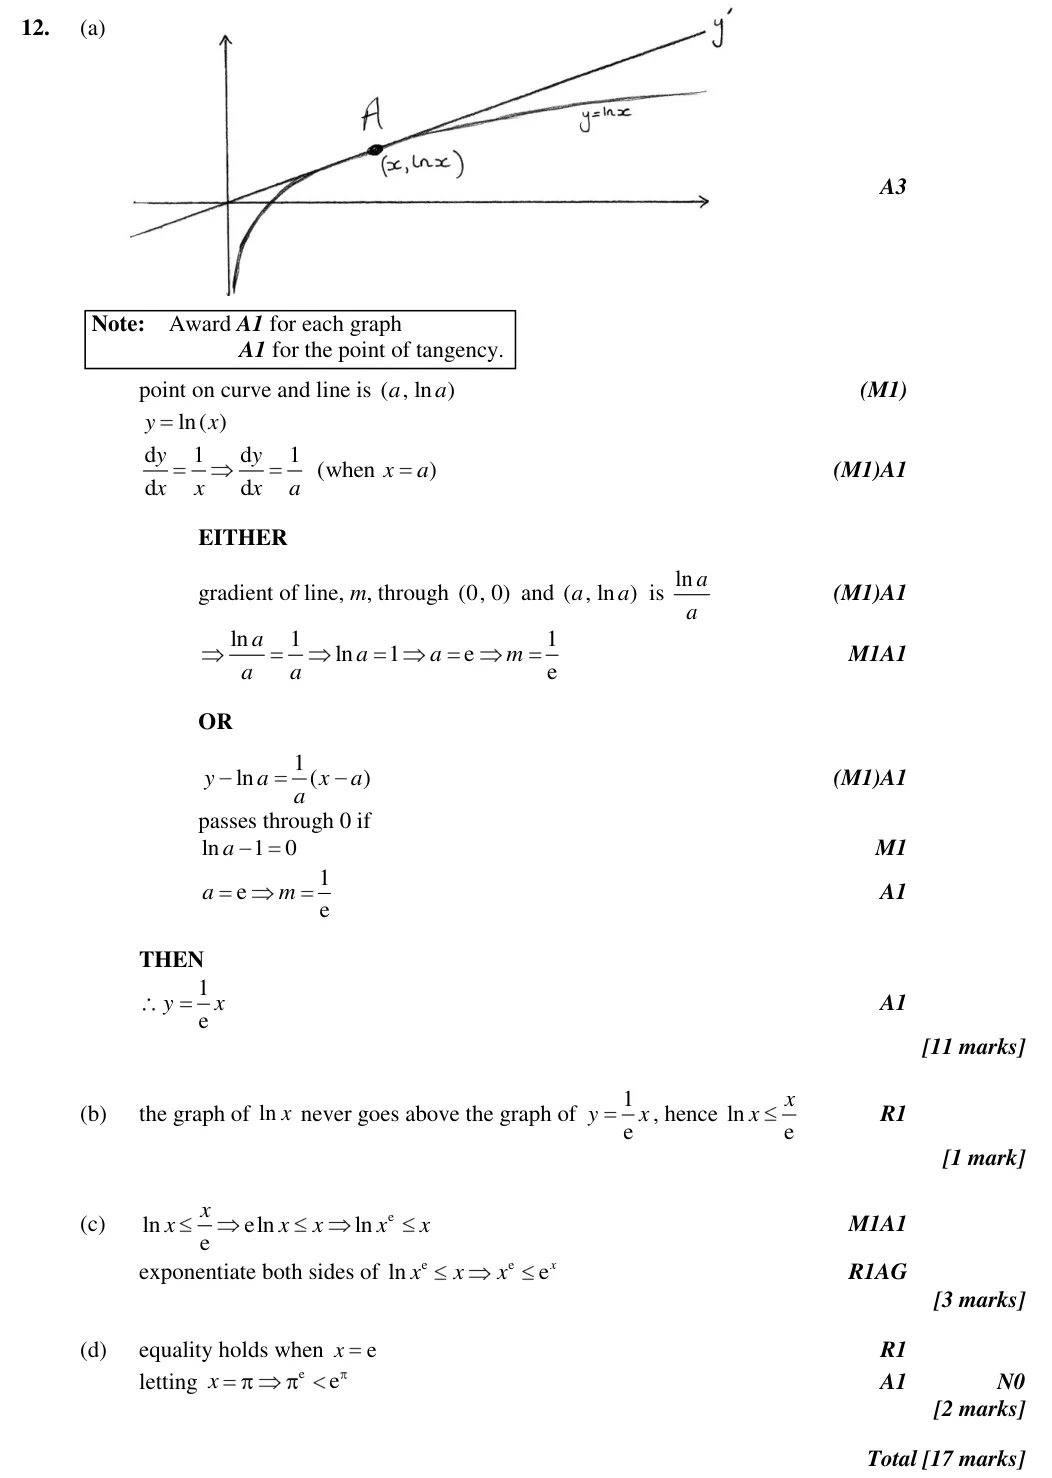 12. (a)
y'
A
y=lnx
(x, lnx)
A3
Note: Award A1 for each graph
A1 for the point of tangency.
point on curve and line is (a, ln a) (M1)
y = ln (x)
dy/dx = 1/x ⇒ dy/dx = 1/a (when x = a) (M1)A1
EITHER
gradient of line, m, through (0, 0) and (a, ln a) is ln a/a (M1)A1
⇒ ln a/a = 1/a ⇒ ln a = 1 ⇒ a = e ⇒ m = 1/e M1A1
OR
y − ln a = 1/a (x − a) (M1)A1
passes through 0 if
ln a − 1 = 0 M1
a = e ⇒ m = 1/e A1
THEN
∴ y = 1/e x A1
[11 marks]
(b) the graph of ln x never goes above the graph of y = 1/e x, hence ln x ≤ x/e R1
[1 mark]
(c) ln x ≤ x/e ⇒ e ln x ≤ x ⇒ ln xᵉ ≤ x M1A1
exponentiate both sides of ln xᵉ ≤ x ⇒ xᵉ ≤ eˣ R1AG
[3 marks]
(d) equality holds when x = e R1
letting x = π ⇒ πᵉ < e^π A1 N0
[2 marks]
Total [17 marks]